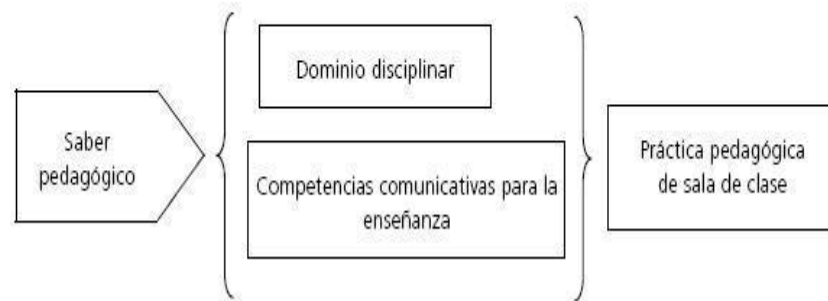 Saber
pedagógico
Dominio disciplinar
Competencias comunicativas para la
enseñanza
Práctica pedagógica
de sala de clase